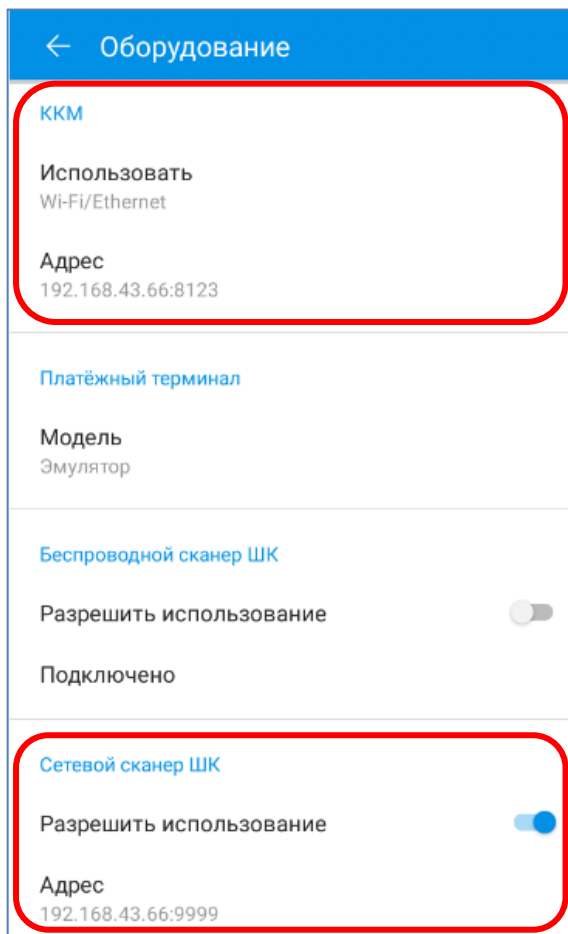 Оборудование
ККМ
Использовать
Wi-Fi/Ethernet
Адрес
192.168.43.66:8123
Платёжный терминал
Модель
Эмулятор
Беспроводной сканер ШК
Разрешить использование
Подключено
Сетевой сканер ШК
Разрешить использование
Адрес
192.168.43.66:9999